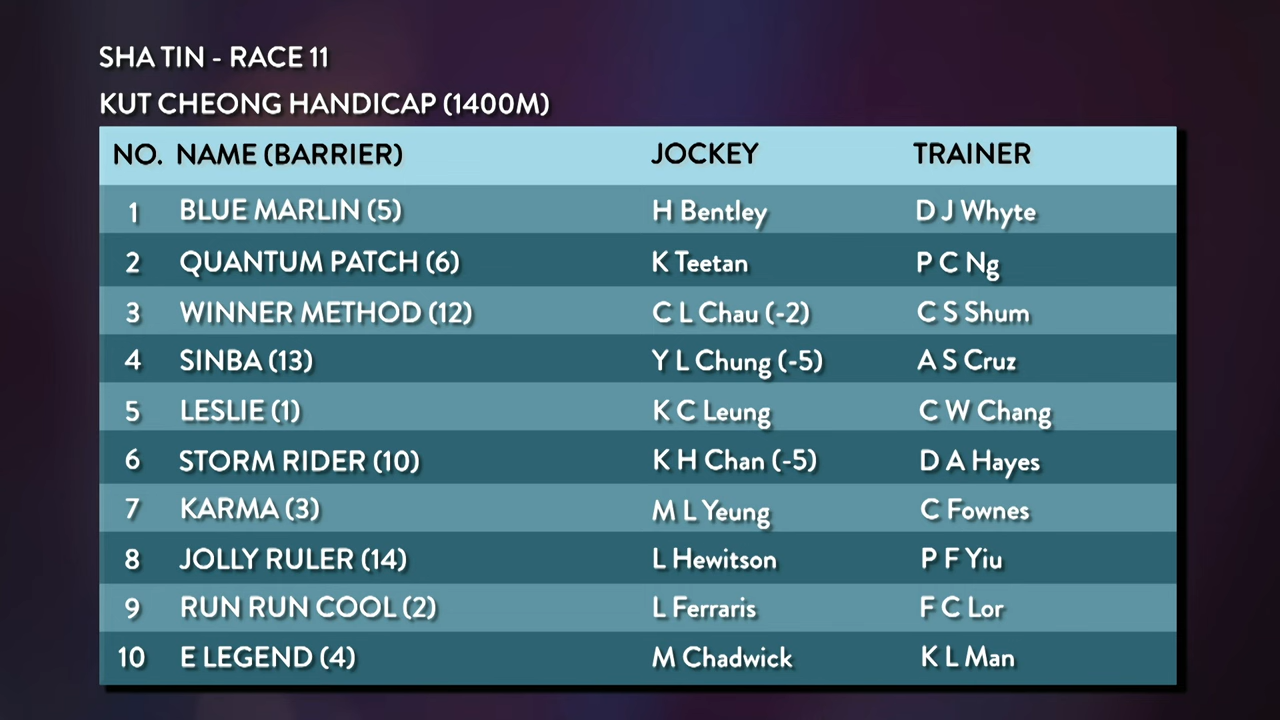 SHA TIN - RACE 11
KUT CHEONG HANDICAP (1400M)
NO. NAME (BARRIER) JOCKEY TRAINER
1 BLUE MARLIN (5) H Bentley D J Whyte
2 QUANTUM PATCH (6) K Teetan P C Ng
3 WINNER METHOD (12) C L Chau (-2) C S Shum
4 SINBA (13) Y L Chung (-5) A S Cruz
5 LESLIE (1) K C Leung C W Chang
6 STORM RIDER (10) K H Chan (-5) D A Hayes
7 KARMA (3) M L Yeung C Fownes
8 JOLLY RULER (14) L Hewitson P F Yiu
9 RUN RUN COOL (2) L Ferraris F C Lor
10 E LEGEND (4) M Chadwick K L Man